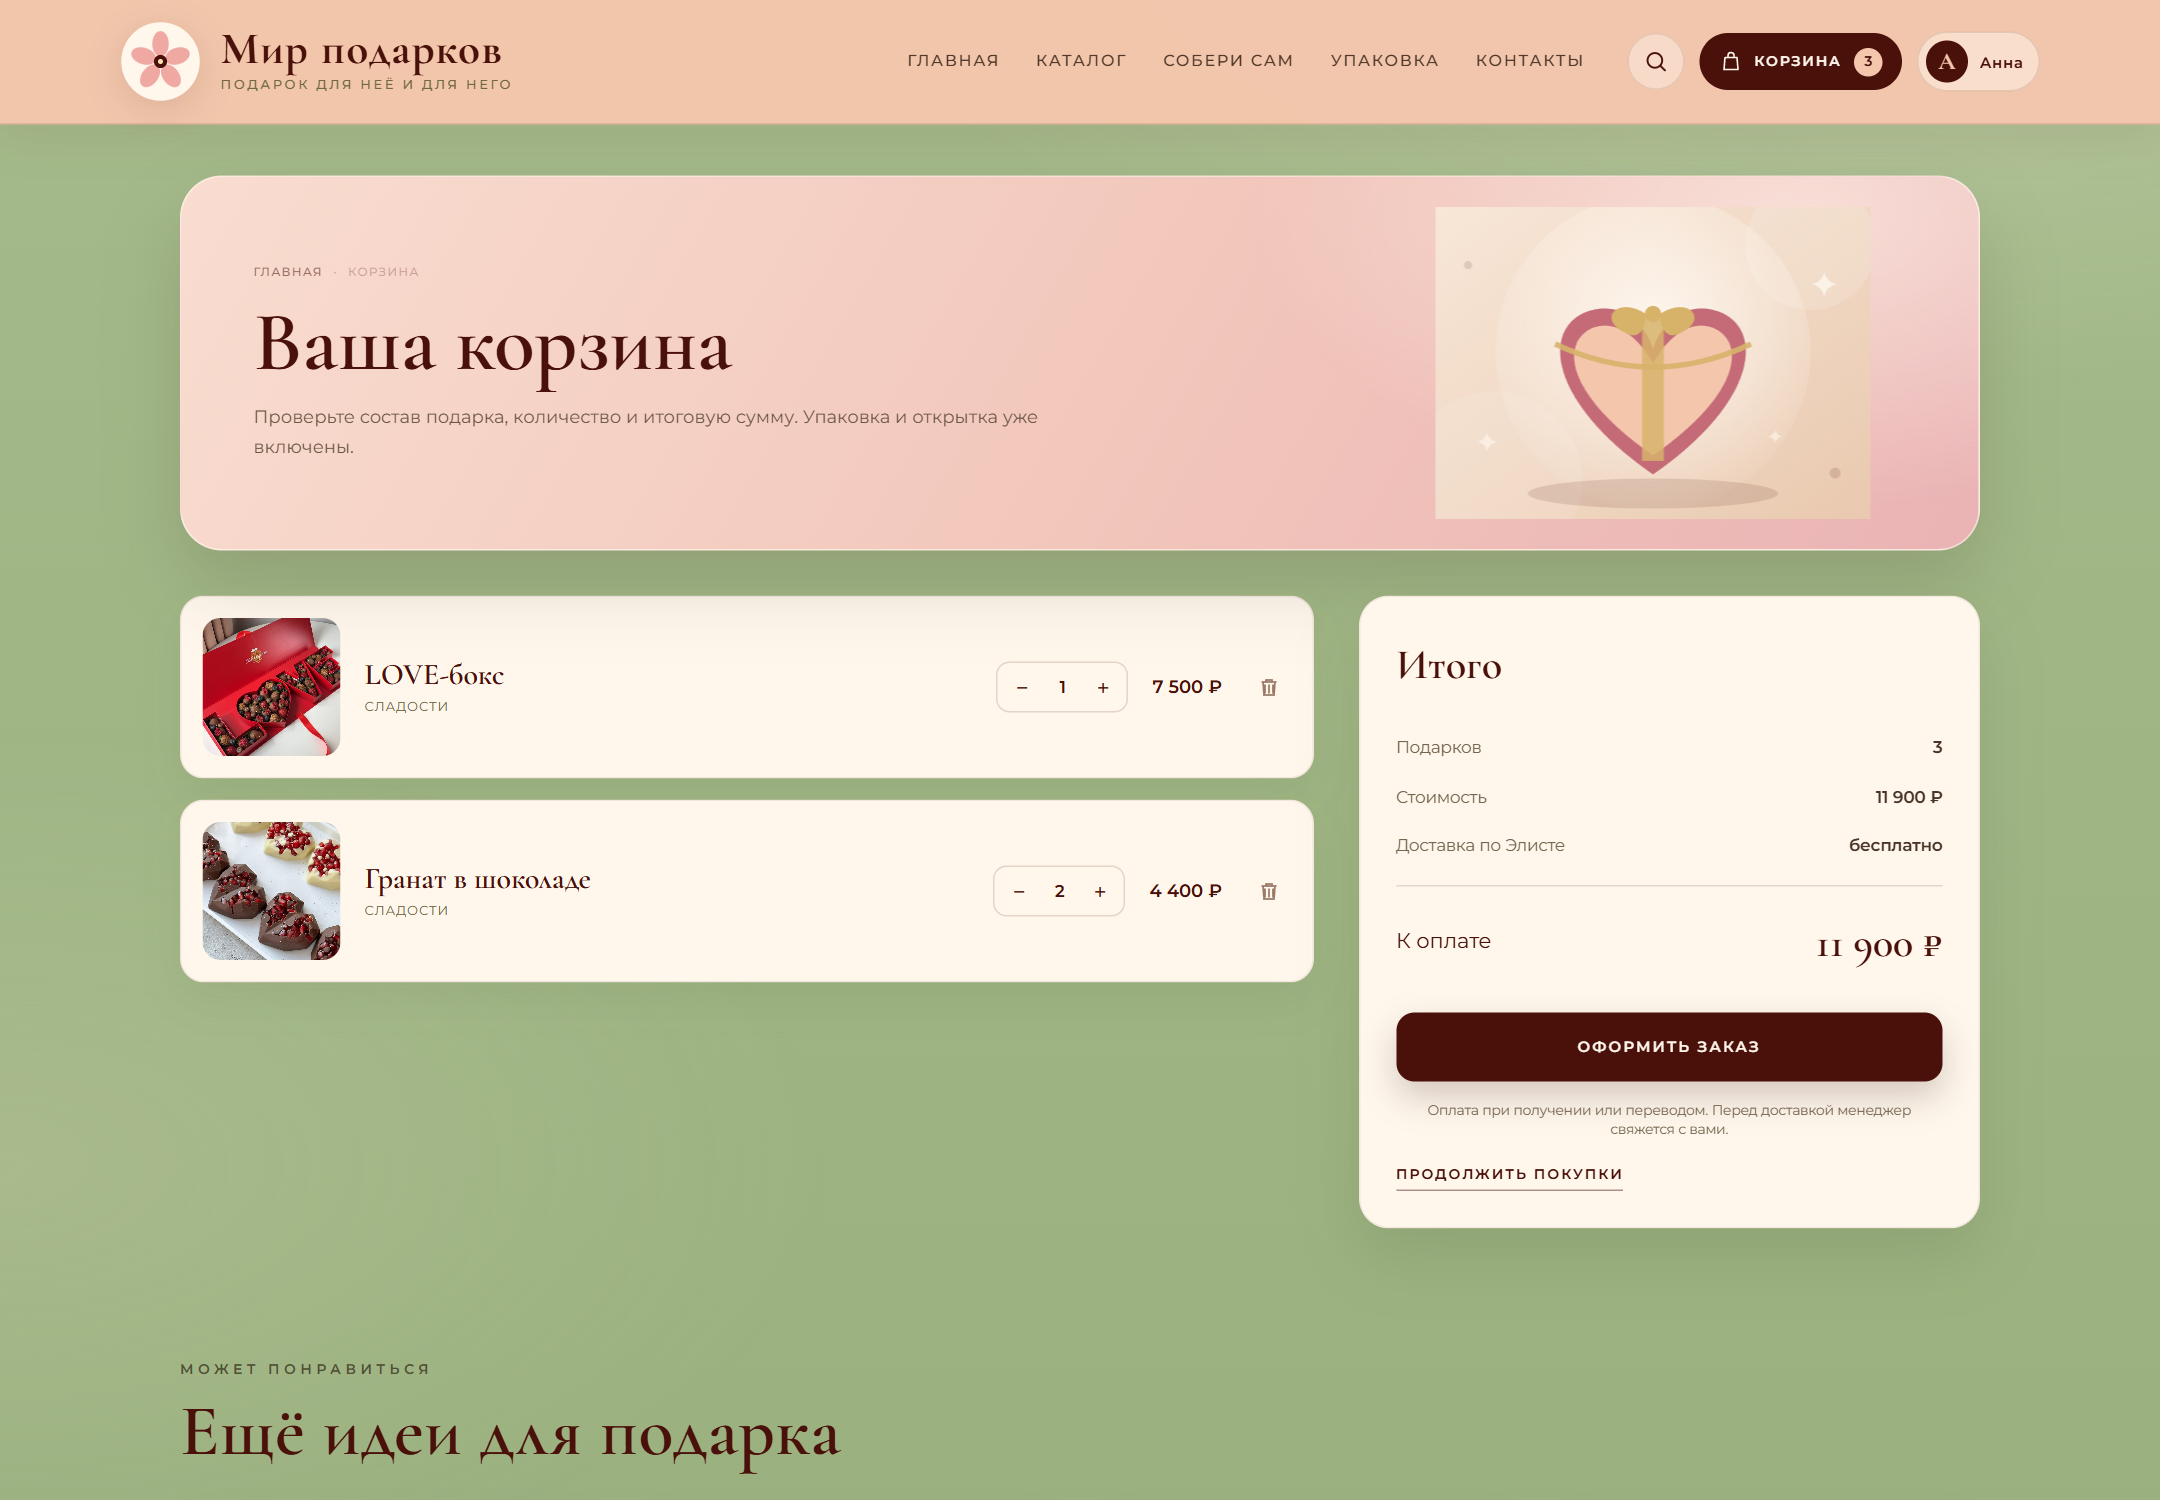 Мир подарков
ПОДАРОК ДЛЯ НЕЁ И ДЛЯ НЕГО
ГЛАВНАЯ
КАТАЛОГ
СОБЕРИ САМ
УПАКОВКА
КОНТАКТЫ
КОРЗИНА 3
А Анна
ГЛАВНАЯ · КОРЗИНА
Ваша корзина
Проверьте состав подарка, количество и итоговую сумму. Упаковка и открытка уже
включены.
LOVE-бокс
СЛАДОСТИ
− 1 +
7 500 ₽
Гранат в шоколаде
СЛАДОСТИ
− 2 +
4 400 ₽
Итого
Подарков 3
Стоимость 11 900 ₽
Доставка по Элисте бесплатно
К оплате 11 900 ₽
ОФОРМИТЬ ЗАКАЗ
Оплата при получении или переводом. Перед доставкой менеджер
свяжется с вами.
ПРОДОЛЖИТЬ ПОКУПКИ
МОЖЕТ ПОНРАВИТЬСЯ
Ещё идеи для подарка